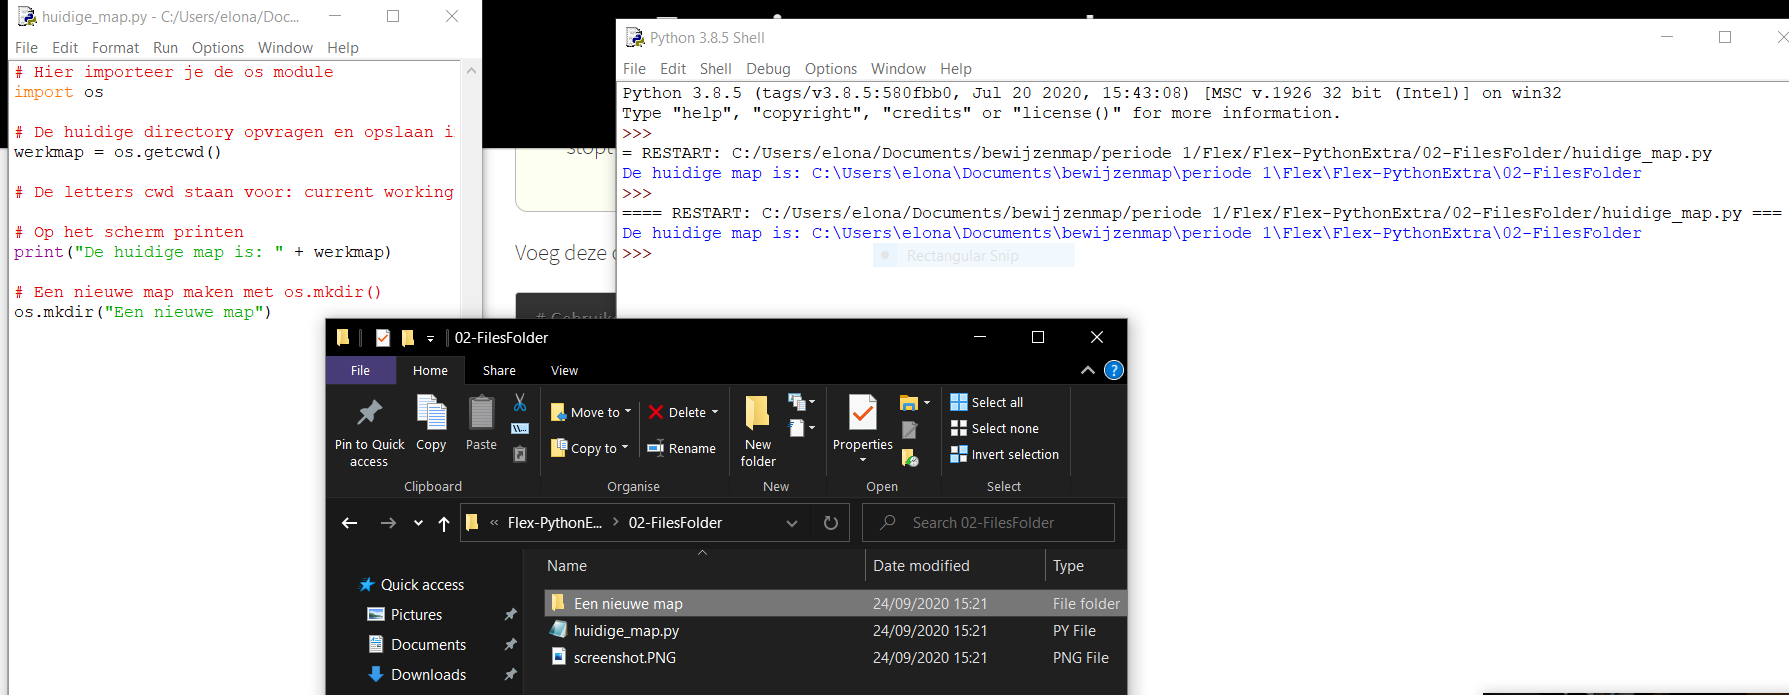 huidige_map.py - C:/Users/elona/Doc...
File Edit Format Run Options Window Help
# Hier importeer je de os module
import os
# De huidige directory opvragen en opslaan i
werkmap = os.getcwd()
# De letters cwd staan voor: current working
# Op het scherm printen
print("De huidige map is: " + werkmap)
# Een nieuwe map maken met os.mkdir()
os.mkdir("Een nieuwe map")
stopt
Voeg deze
# Gebruik
Python 3.8.5 Shell
File Edit Shell Debug Options Window Help
Python 3.8.5 (tags/v3.8.5:580fbb0, Jul 20 2020, 15:43:08) [MSC v.1926 32 bit (Intel)] on win32
Type "help", "copyright", "credits" or "license()" for more information.
>>>
= RESTART: C:/Users/elona/Documents/bewijzenmap/periode 1/Flex/Flex-PythonExtra/02-FilesFolder/huidige_map.py
De huidige map is: C:\Users\elona\Documents\bewijzenmap\periode 1\Flex\Flex-PythonExtra\02-FilesFolder
>>>
==== RESTART: C:/Users/elona/Documents/bewijzenmap/periode 1/Flex/Flex-PythonExtra/02-FilesFolder/huidige_map.py ===
De huidige map is: C:\Users\elona\Documents\bewijzenmap\periode 1\Flex\Flex-PythonExtra\02-FilesFolder
>>>
Rectangular Snip
02-FilesFolder
File Home Share View
Pin to Quick access
Copy
Paste
Clipboard
Move to
Copy to
Delete
Rename
Organise
New folder
New
Properties
Open
Select all
Select none
Invert selection
Select
« Flex-PythonE... > 02-FilesFolder
Search 02-FilesFolder
Quick access
Pictures
Documents
Downloads
Name Date modified Type
Een nieuwe map 24/09/2020 15:21 File folder
huidige_map.py 24/09/2020 15:21 PY File
screenshot.PNG 24/09/2020 15:21 PNG File